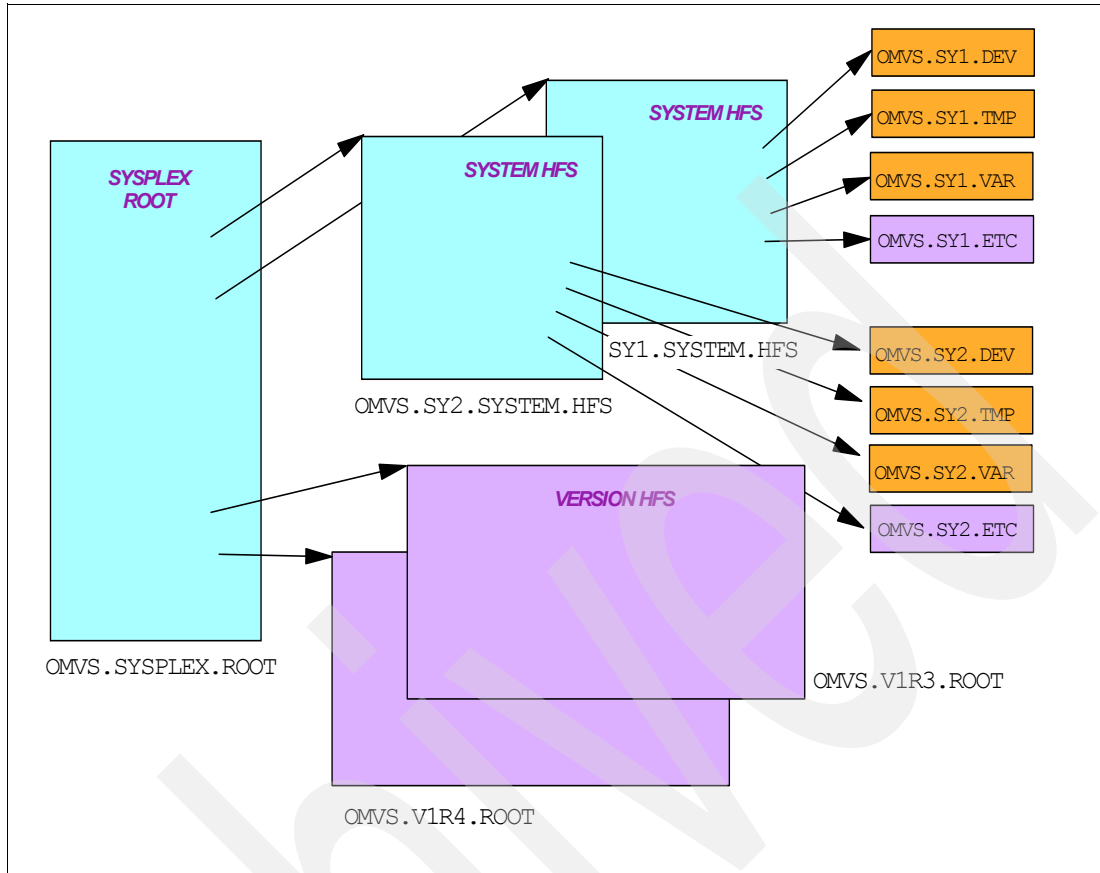 OMVS.SY1.DEV
OMVS.SY1.TMP
OMVS.SY1.VAR
OMVS.SY1.ETC
SYSTEM HFS
SYSTEM HFS
SYSPLEX
ROOT
SY1.SYSTEM.HFS
OMVS.SY2.SYSTEM.HFS
OMVS.SY2.DEV
OMVS.SY2.TMP
OMVS.SY2.VAR
OMVS.SY2.ETC
VERSION HFS
OMVS.SYSPLEX.ROOT
OMVS.V1R3.ROOT
OMVS.V1R4.ROOT
hived